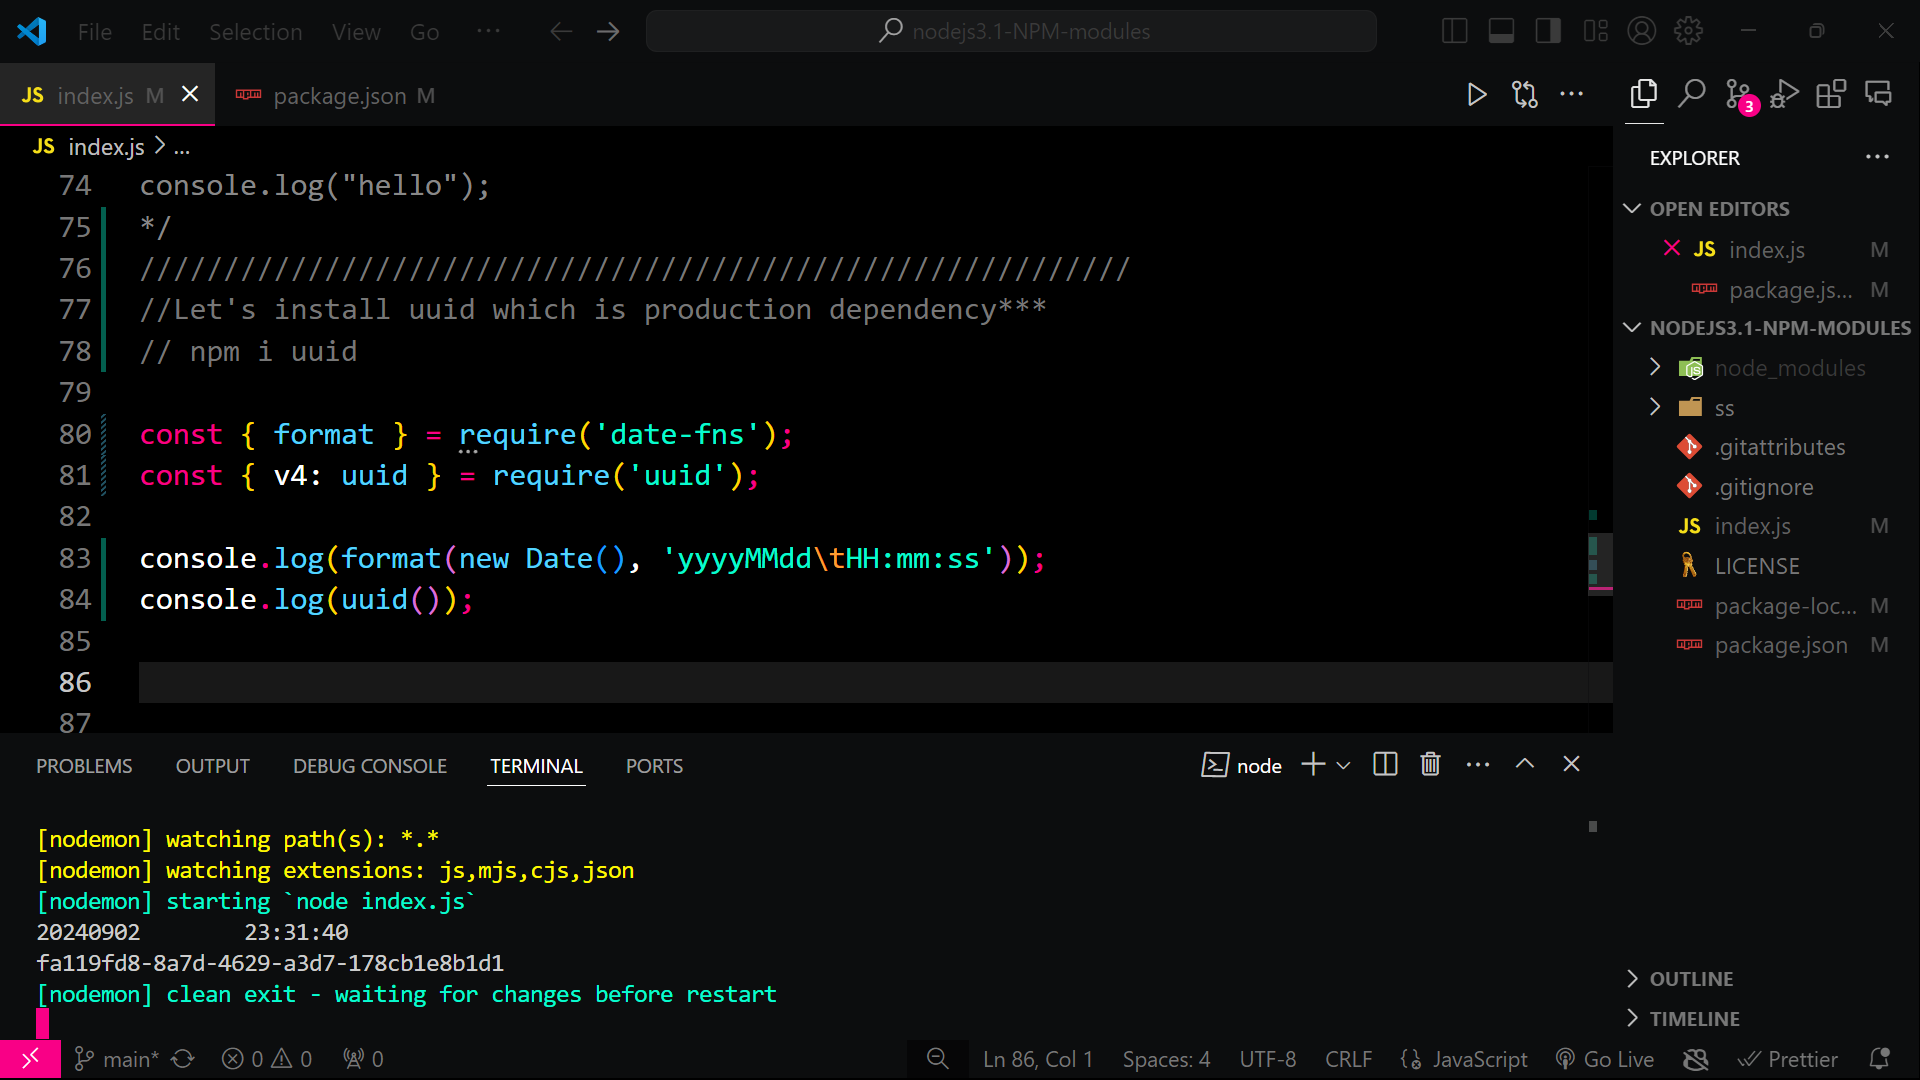 File Edit Selection View Go ··· nodejs3.1-NPM-modules
JS index.js M package.json M
JS index.js > ...
74 console.log("hello");
75 */
76 ///////////////////////////////////////////////////////////
77 //Let's install uuid which is production dependency***
78 // npm i uuid
79
80 const { format } = require('date-fns');
81 const { v4: uuid } = require('uuid');
82
83 console.log(format(new Date(), 'yyyyMMdd\tHH:mm:ss'));
84 console.log(uuid());
85
86
87
3
EXPLORER
OPEN EDITORS
JS index.js M
package.js... M
NODEJS3.1-NPM-MODULES
node_modules
ss
.gitattributes
.gitignore
JS index.js M
LICENSE
package-loc... M
package.json M
OUTLINE
TIMELINE
PROBLEMS OUTPUT DEBUG CONSOLE TERMINAL PORTS node
[nodemon] watching path(s): *.*
[nodemon] watching extensions: js,mjs,cjs,json
[nodemon] starting `node index.js`
20240902 23:31:40
fa119fd8-8a7d-4629-a3d7-178cb1e8b1d1
[nodemon] clean exit - waiting for changes before restart
main* 0 0 0 Ln 86, Col 1 Spaces: 4 UTF-8 CRLF JavaScript Go Live Prettier